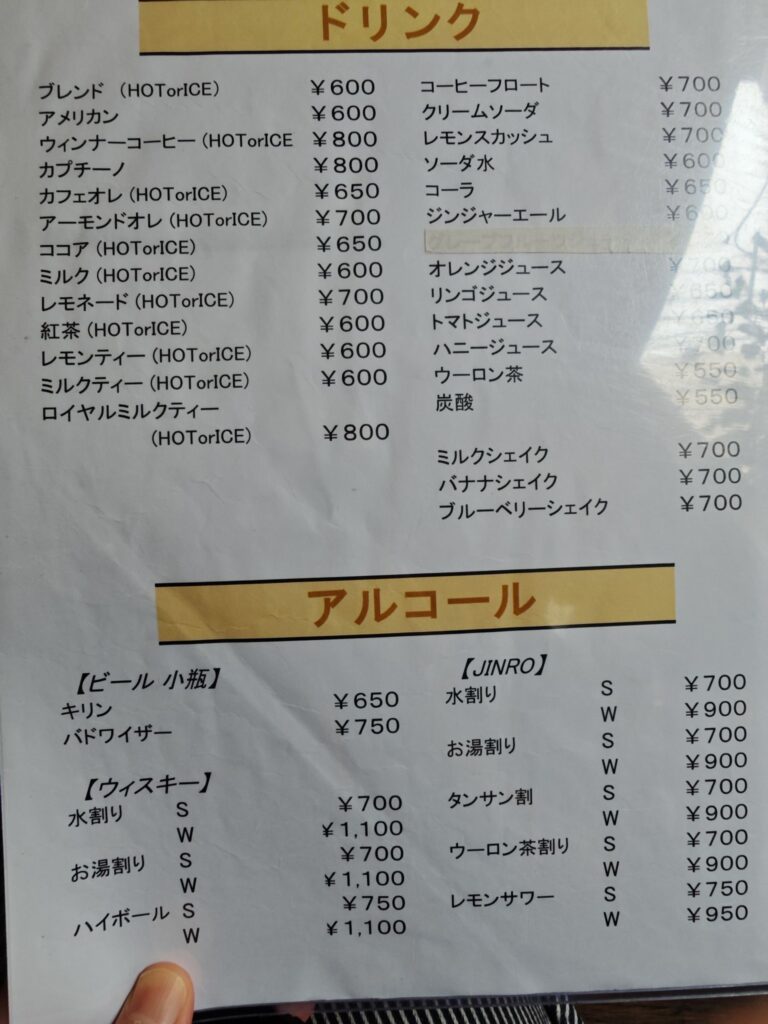 ドリンク
ブレンド （HOTorICE） ￥600
アメリカン ￥600
ウィンナーコーヒー（HOTorICE ￥800
カプチーノ ￥800
カフェオレ（HOTorICE） ￥650
アーモンドオレ（HOTorICE） ￥700
ココア（HOTorICE） ￥650
ミルク（HOTorICE） ￥600
レモネード（HOTorICE） ￥700
紅茶（HOTorICE） ￥600
レモンティー（HOTorICE） ￥600
ミルクティー（HOTorICE） ￥600
ロイヤルミルクティー
（HOTorICE） ￥800
コーヒーフロート ￥700
クリームソーダ ￥700
レモンスカッシュ ￥700
ソーダ水 ￥600
コーラ ￥650
ジンジャーエール ￥600
オレンジジュース ￥700
リンゴジュース ￥650
トマトジュース ￥650
ハニージュース ￥700
ウーロン茶 ￥550
炭酸 ￥550
ミルクシェイク ￥700
バナナシェイク ￥700
ブルーベリーシェイク ￥700
アルコール
【ビール 小瓶】
キリン ￥650
バドワイザー ￥750
【ウィスキー】
水割り S ￥700
W ￥1,100
お湯割り S ￥700
W ￥1,100
ハイボール S ￥750
W ￥1,100
【JINRO】
水割り S ￥700
W ￥900
お湯割り S ￥700
W ￥900
タンサン割 S ￥700
W ￥900
ウーロン茶割り S ￥700
W ￥900
レモンサワー S ￥750
W ￥950